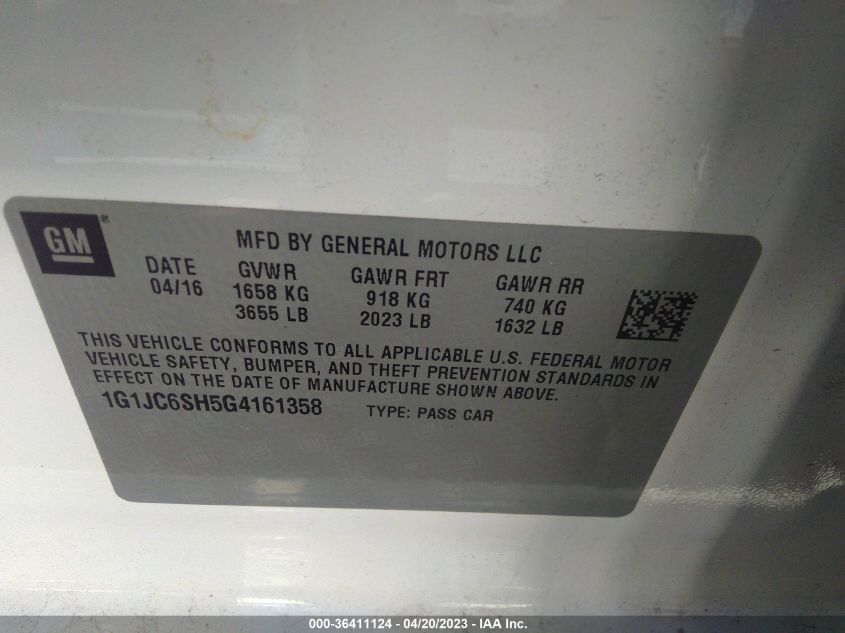 GM®
MFD BY GENERAL MOTORS LLC
DATE GVWR GAWR FRT GAWR RR
04/16 1658 KG 918 KG 740 KG
3655 LB 2023 LB 1632 LB
THIS VEHICLE CONFORMS TO ALL APPLICABLE U.S. FEDERAL MOTOR
VEHICLE SAFETY, BUMPER, AND THEFT PREVENTION STANDARDS IN
EFFECT ON THE DATE OF MANUFACTURE SHOWN ABOVE.
1G1JC6SH5G4161358 TYPE: PASS CAR
000-36411124 - 04/20/2023 - IAA Inc.